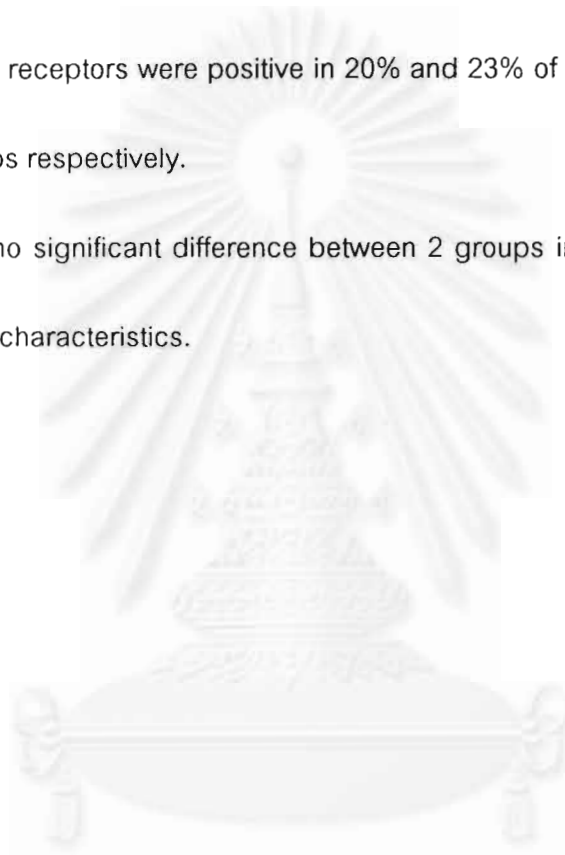 receptors were positive in 20% and 23% of
respectively.
no significant difference between 2 groups
characteristics.